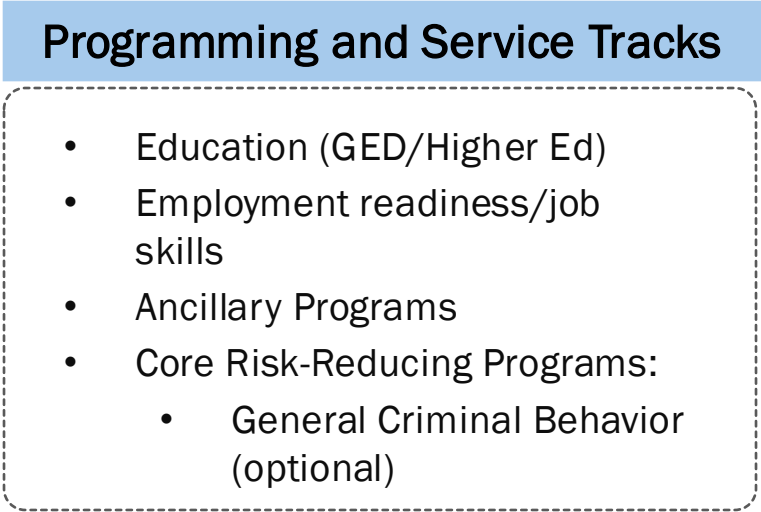 Programming and Service Tracks
• Education (GED/Higher Ed)
• Employment readiness/job
skills
• Ancillary Programs
• Core Risk-Reducing Programs:
• General Criminal Behavior
(optional)